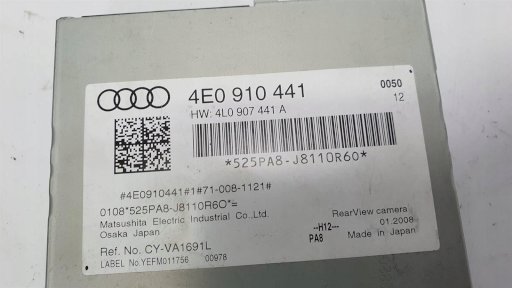 4E0 910 441
0050
HW: 4L0 907 441 A
12
*525PA8-J8110R60*
#4E0910441#1#71-008-1121#
0108*525PA8-J8110R6O*=
Matsushita Electric Industrial Co.,Ltd.
Osaka Japan
RearView camera
---H12---
01.2008
PA8
Made in Japan
Ref. No. CY-VA1691L
LABEL No.YEFM011756
00978